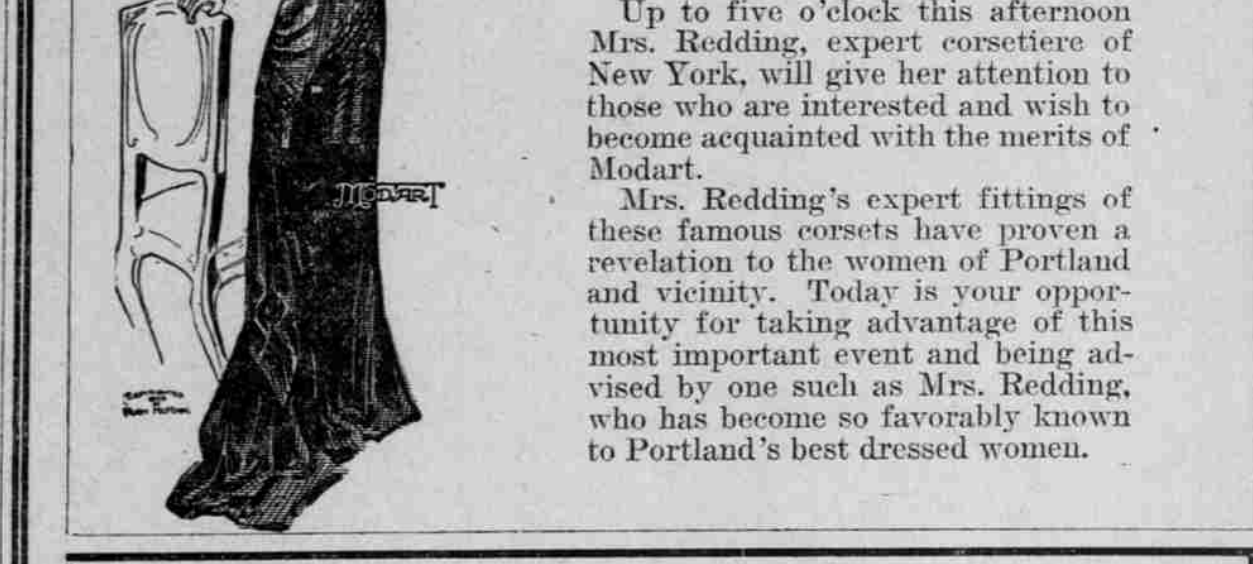 Up to five o'clock this afternoon
Mrs. Redding, expert corsetiere of
New York, will give her attention to
those who are interested and wish to
become acquainted with the merits of
Modart.
Mrs. Redding's expert fittings of
these famous corsets have proven a
revelation to the women of Portland
and vicinity. Today is your oppor-
tunity for taking advantage of this
most important event and being ad-
vised by one such as Mrs. Redding,
who has become so favorably known
to Portland's best dressed women.
MODART